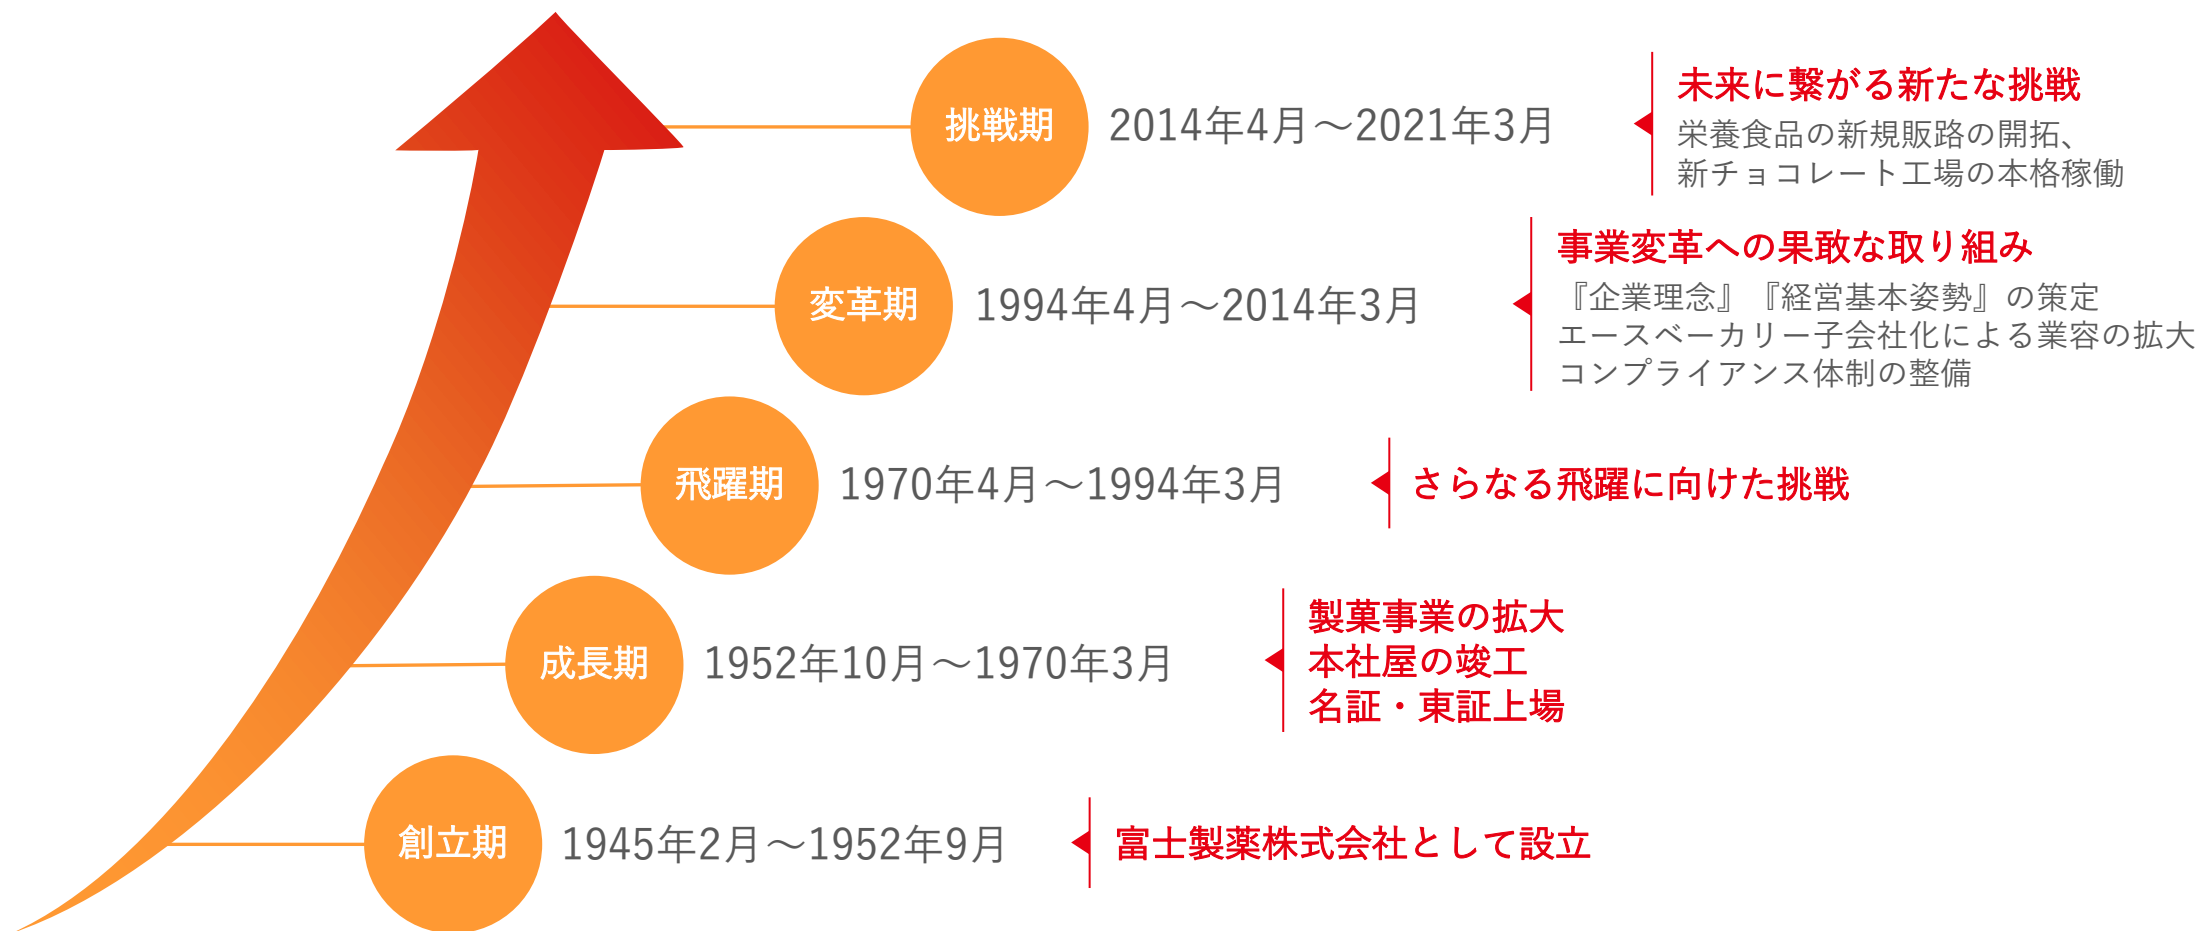 挑戦期
2014年4月～2021年3月
未来に繋がる新たな挑戦
栄養食品の新規販路の開拓、
新チョコレート工場の本格稼働
変革期
1994年4月～2014年3月
事業変革への果敢な取り組み
『企業理念』『経営基本姿勢』の策定
エースベーカリー子会社化による業容の拡大
コンプライアンス体制の整備
飛躍期
1970年4月～1994年3月
さらなる飛躍に向けた挑戦
成長期
1952年10月～1970年3月
製菓事業の拡大
本社屋の竣工
名証・東証上場
創立期
1945年2月～1952年9月
富士製薬株式会社として設立